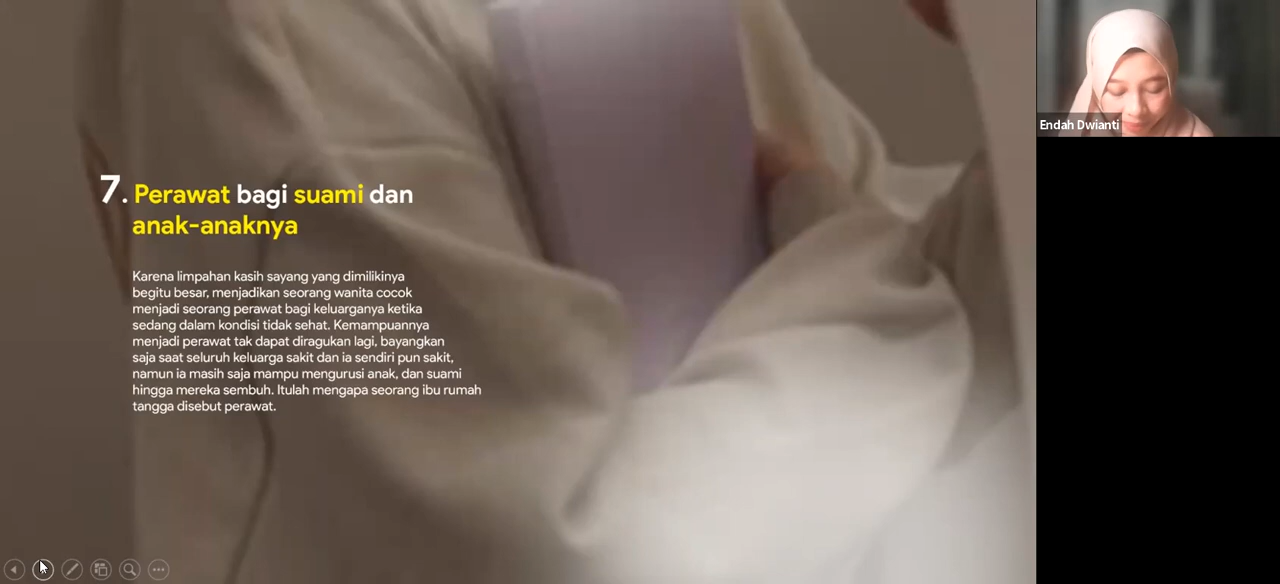 7. Perawat bagi suami dan
anak-anaknya
Karena limpahan kasih sayang yang dimilikinya
begitu besar, menjadikan seorang wanita cocok
menjadi seorang perawat bagi keluarganya ketika
sedang dalam kondisi tidak sehat. Kemampuannya
menjadi perawat tak dapat diragukan lagi, bayangkan
saja saat seluruh keluarga sakit dan ia sendiri pun sakit,
namun ia masih saja mampu mengurusi anak, dan suami
hingga mereka sembuh. Itulah mengapa seorang ibu rumah
tangga disebut perawat.
Endah Dwianti